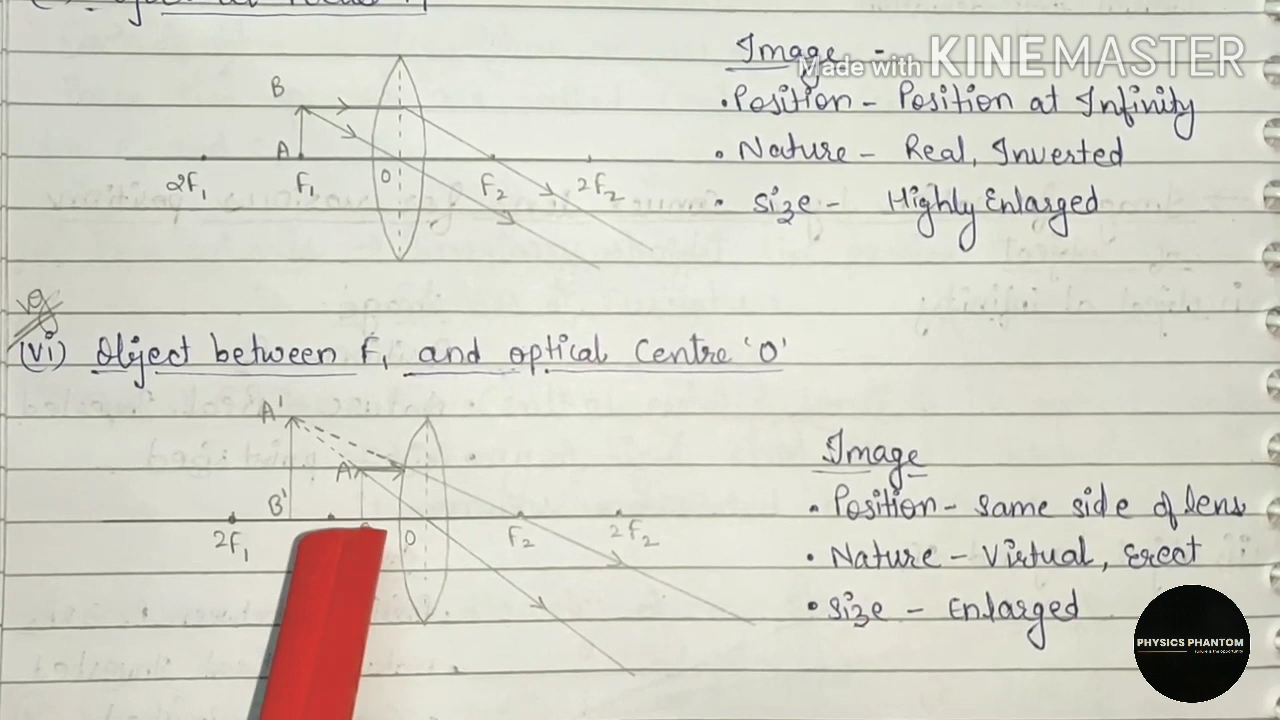 Image -
Made with KINEMASTER
B
• Position - Position at Infinity
A
• Nature - Real, Inverted
2F₁ F₁ O F₂ 2F₂
• Size - Highly Enlarged
(vi) Object between F₁ and optical Centre 'O'
A'
Image
A
B'
• Position - Same side of lens
2F₁ O F₂ 2F₂
• Nature - Virtual, Erect
• Size - Enlarged
PHYSICS PHANTOM